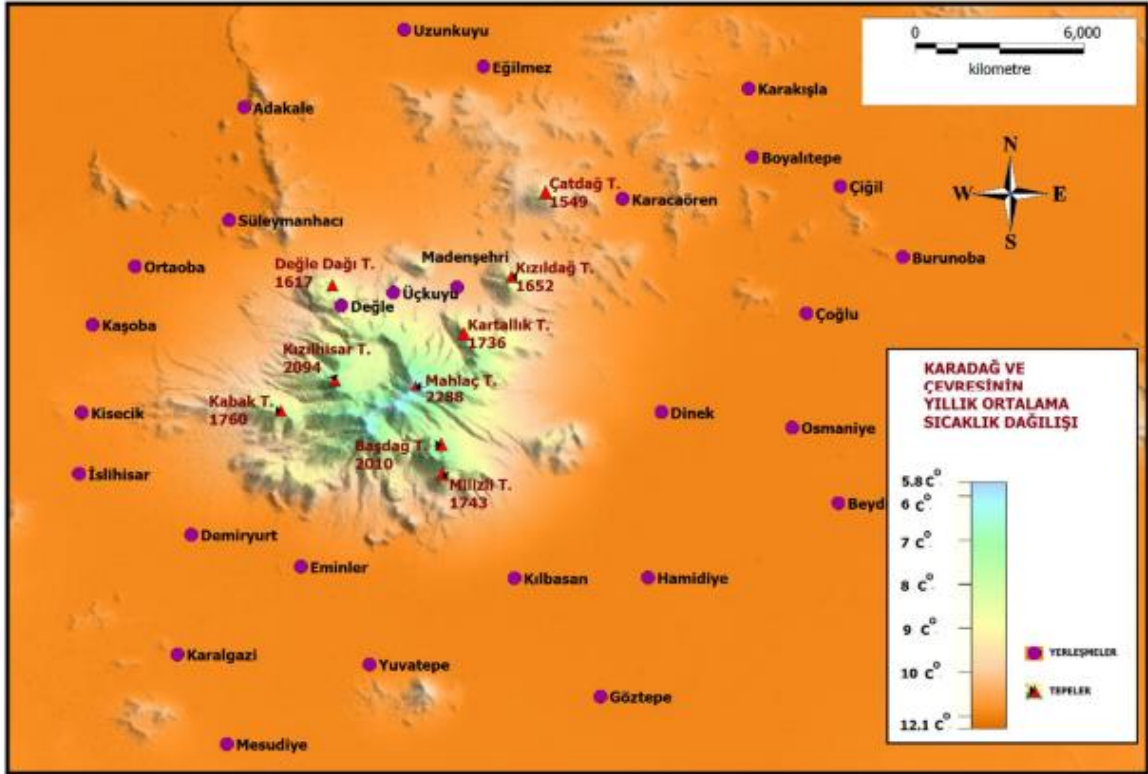 Uzunkuyu
0 6,000
kilometre
Eğilmez
Karakışla
Adakale
N
Boyalıtepe
Çatdağ T.
1549
Çiğil
W E
Karacaören
Süleymanhacı
S
Madenşehri
Burunoba
Ortaoba
Değle Dağı T.
1617
Kızıldağ T.
1652
Üçkuyu
Değle
Çoğlu
Kaşoba
Kartallık T.
1736
Kızılhisar T.
2094
KARADAĞ VE
ÇEVRESİNİN
YILLIK ORTALAMA
SICAKLIK DAĞILIŞI
Mahlaç T.
2288
Kabak T.
1760
Kisecik
Dinek
Osmaniye
Başdağ T.
2010
İslihisar
Milizli T.
1743
5.8 C°
6 C°
Beyd
7 C°
Demiryurt
Eminler
Kılbasan
Hamidiye
8 C°
9 C°
Karalgazi
Yuvatepe
YERLEŞMELER
10 C°
Göztepe
TEPELER
12.1 C°
Mesudiye